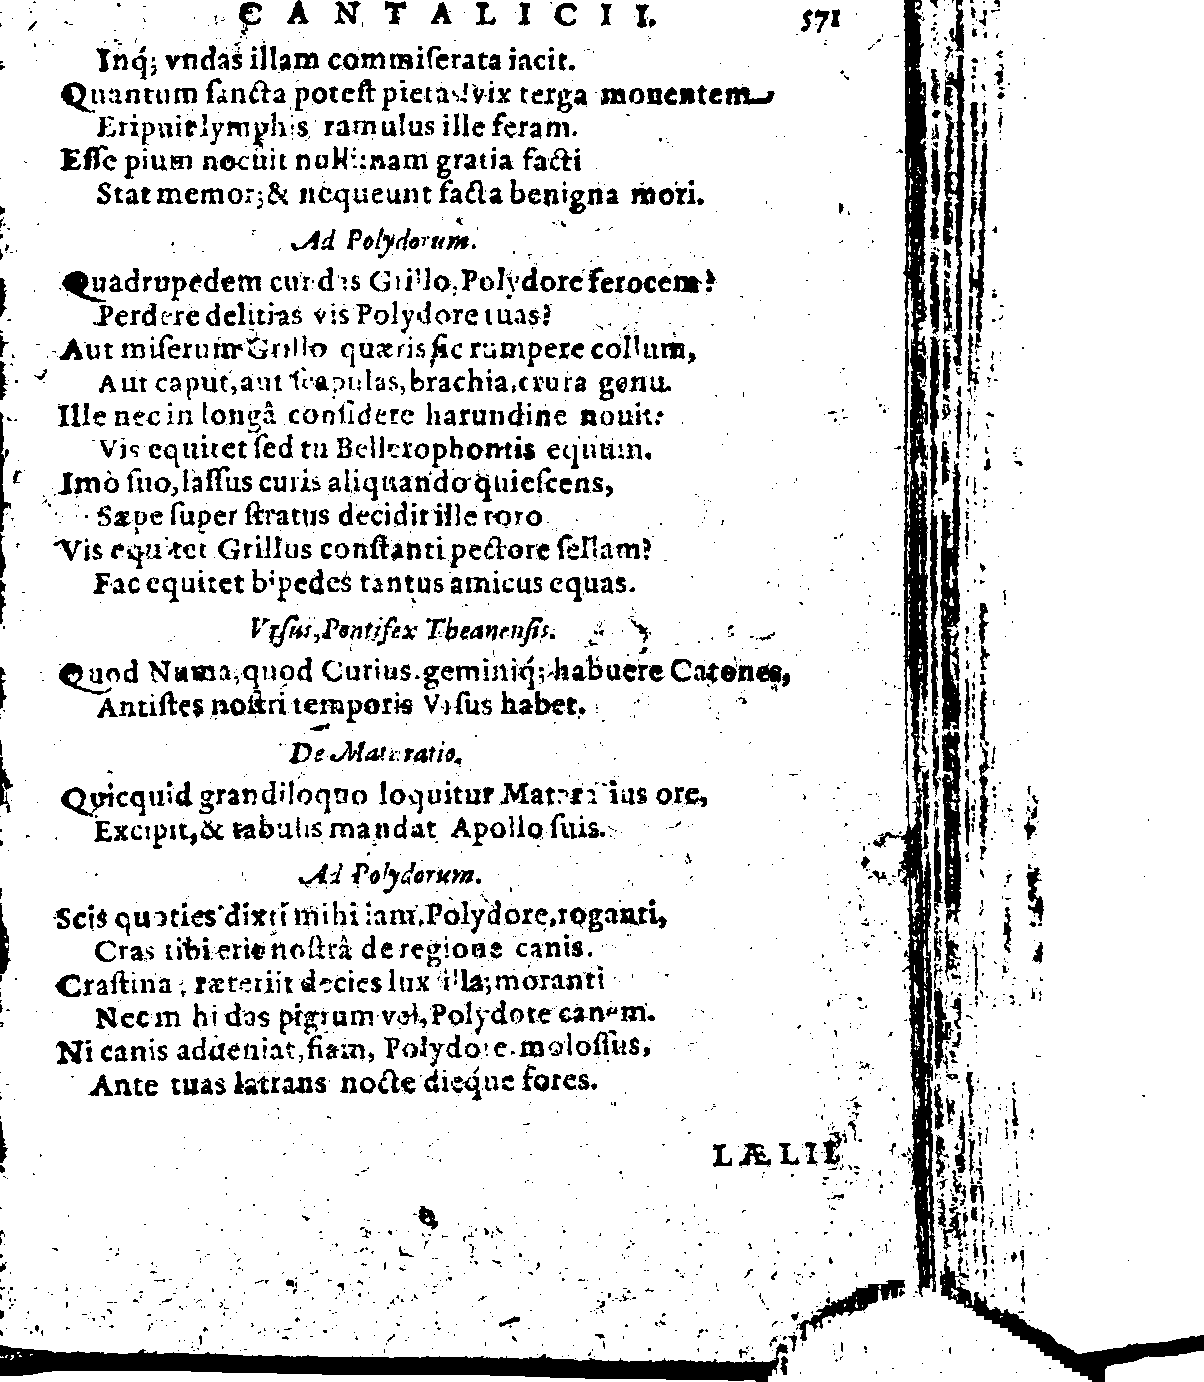 CANTALICII. 571
Inq́; vndas illam commiſerata iacit.
Quantum ſancta poteſt pietas! vix terga monentem
Eripuit lymphis ramulus ille feram.
Eſſe pium nocuit nulli: nam gratia facti
Stat memor; & nequeunt facta benigna mori.
Ad Polydorum.
Quadrupedem cur das Grillo, Polydore ferocem?
Perdere delitias vis Polydore tuas?
Aut miſerum Grillo quæris ſic rumpere collum,
Aut caput, aut ſcapulas, brachia, crura genu.
Ille nec in longâ conſidere harundine nouit:
Vis equitet ſed tu Bellerophontis equum.
Imò ſuo, laſſus curis aliquando quieſcens,
Sæpe ſuper ſtratus decidit ille toro
Vis equitet Grillus conſtanti pectore ſellam?
Fac equitet bipedes tantus amicus equas.
Vrſus, Pontifex Theanenſis.
Quod Numa, quod Curius. geminiq́; habuere Catones,
Antiſtes noſtri temporis Vrſus habet.
De Materatio.
Quicquid grandiloquo loquitur Materatius ore,
Excipit, & tabulis mandat Apollo ſuis.
Ad Polydorum.
Scis quoties dixti mihi iam, Polydore, roganti,
Cras tibi erit noſtrâ de regione canis.
Craſtina præteriit decies lux illa; moranti
Nec mihi das pigrum vel, Polydore canem.
Ni canis adueniat, fiam, Polydore. moloſſus,
Ante tuas latrans nocte diéque fores.
LÆLII